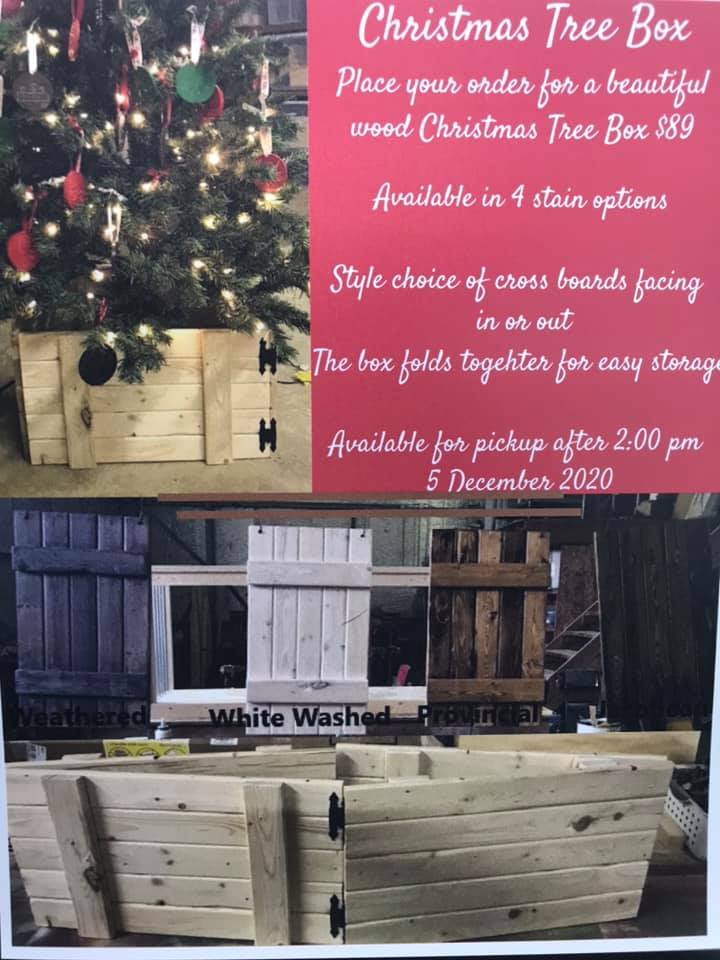 Christmas Tree Box
Place your order for a beautiful
wood Christmas Tree Box $89
Available in 4 stain options
Style choice of cross boards facing
in or out
The box folds togehter for easy storage
Available for pickup after 2:00 pm
5 December 2020
Weathered White Washed Provincial